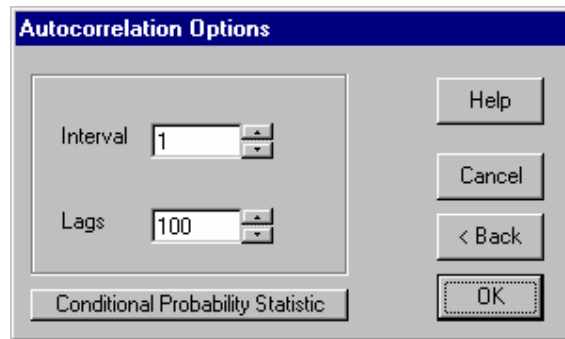 Autocorrelation Options
Interval 1
Lags 100
Conditional Probability Statistic
Help
Cancel
< Back
OK